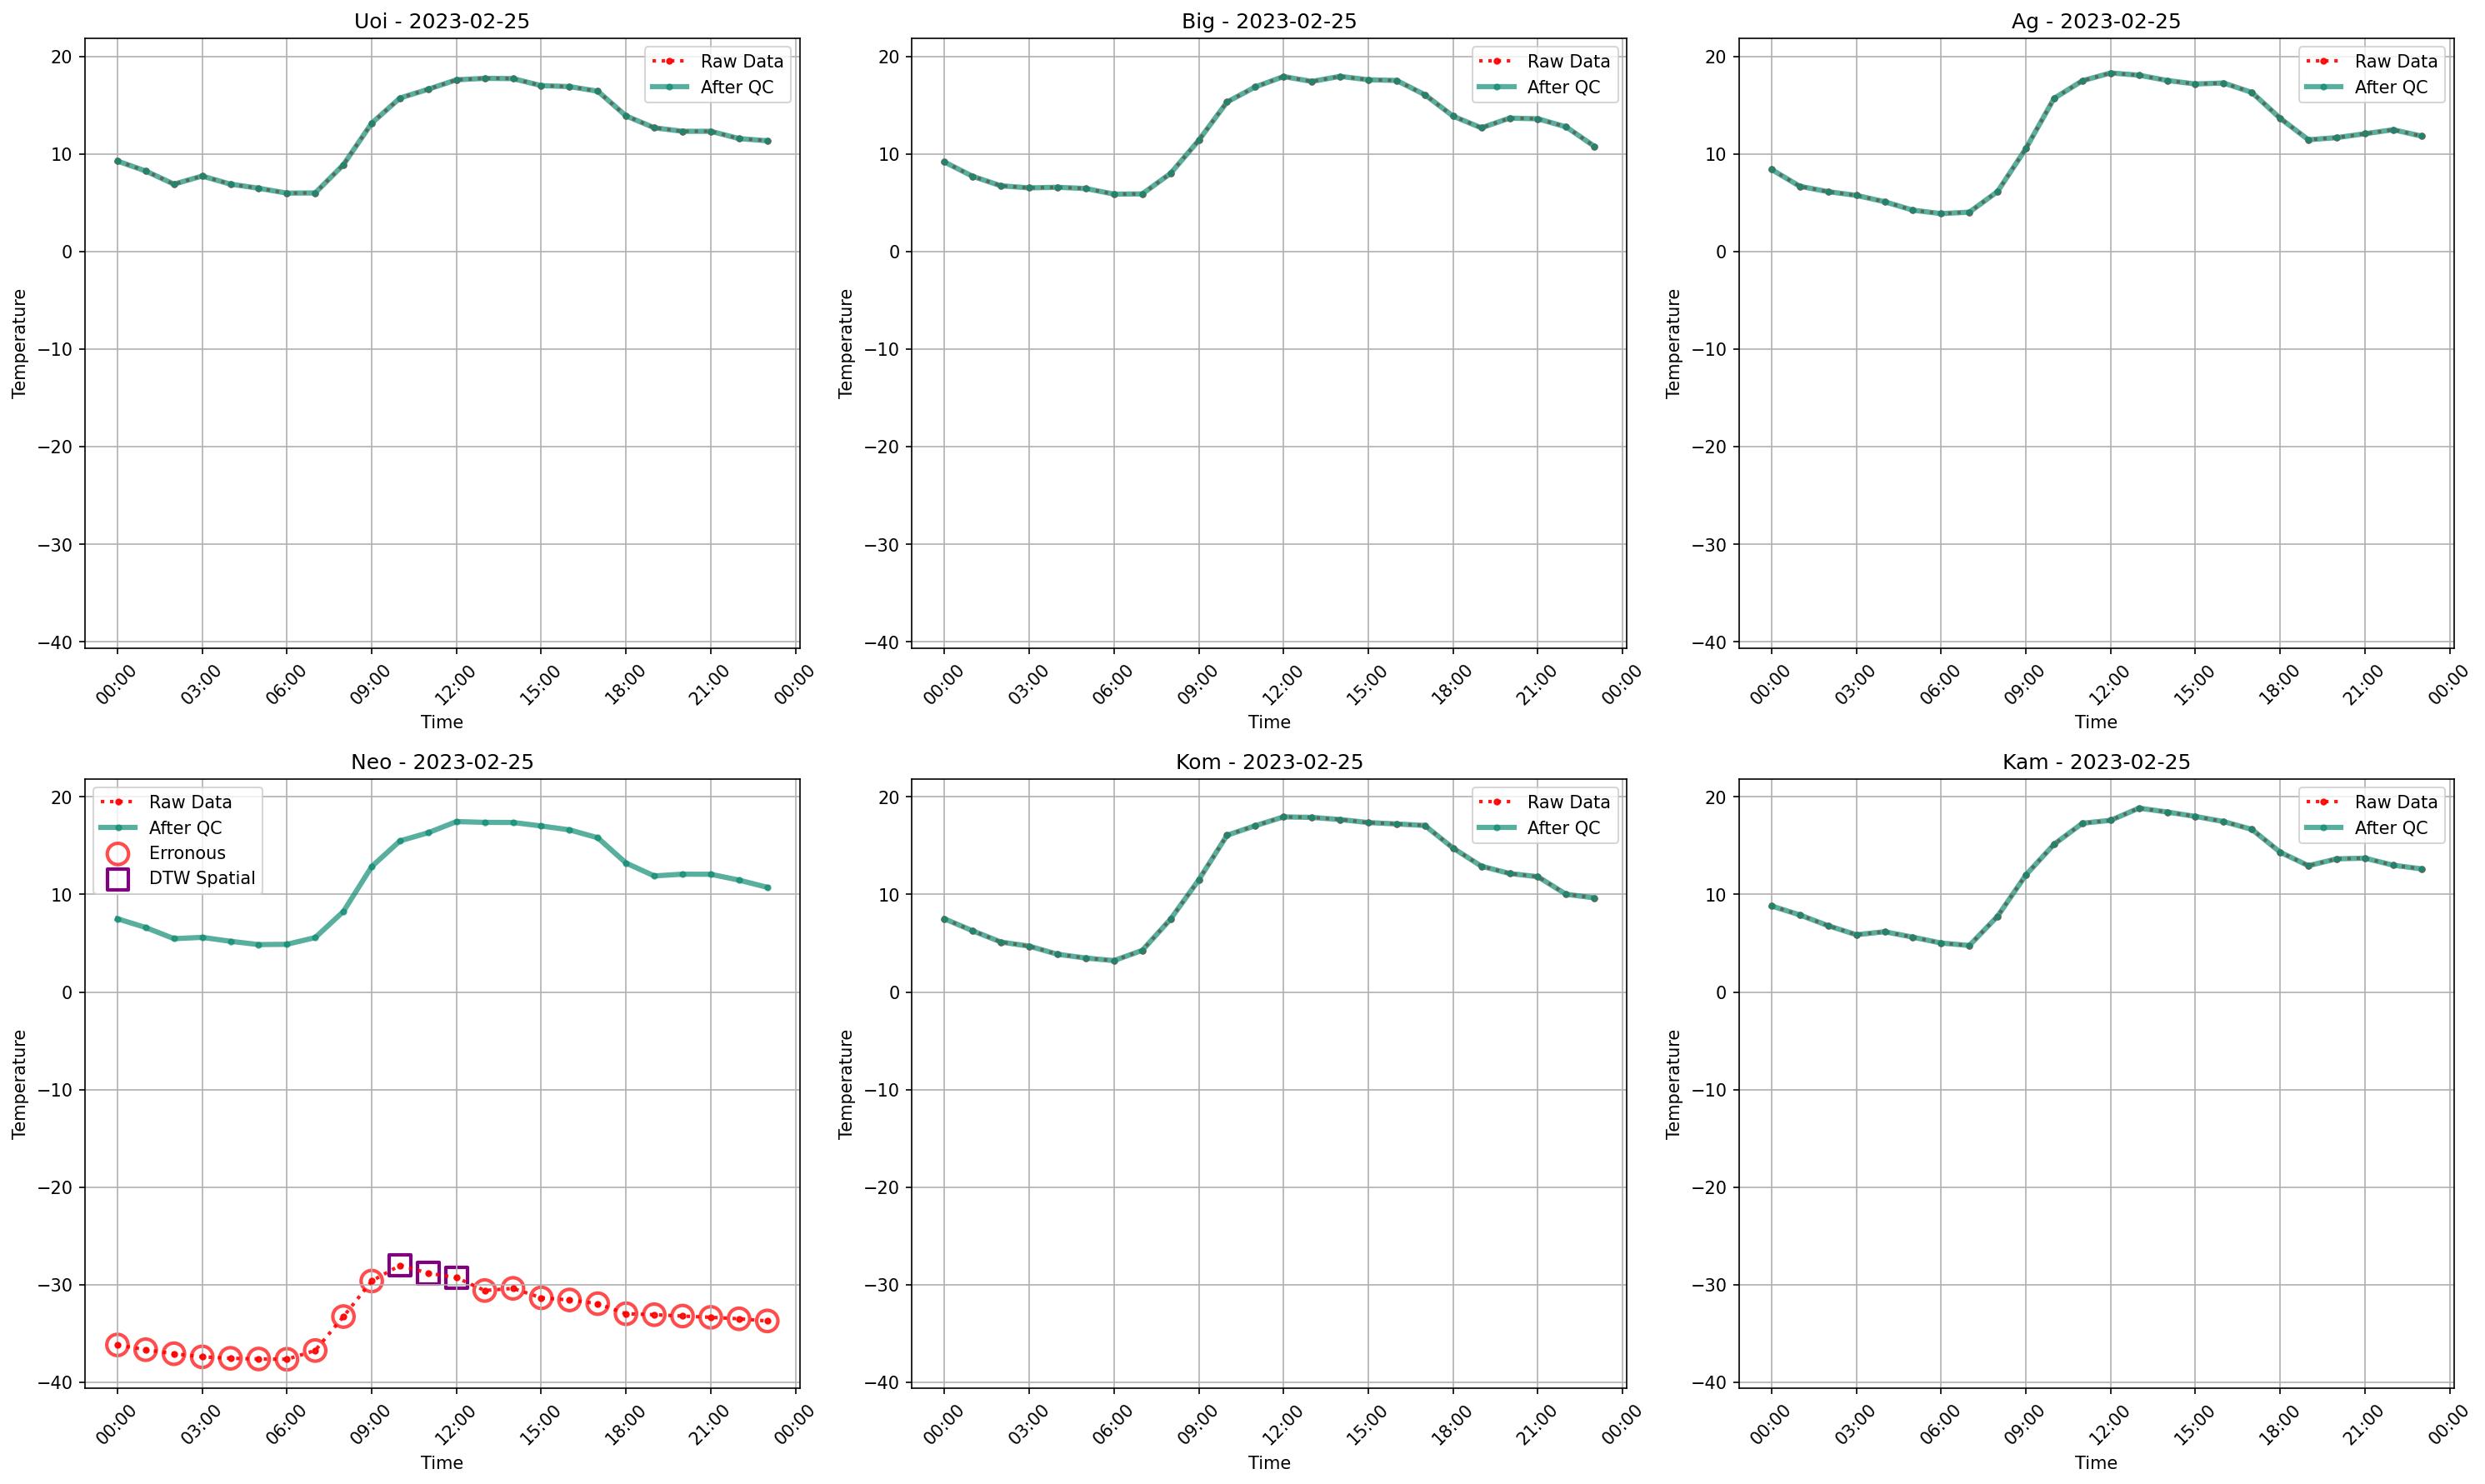 Uoi - 2023-02-25
Raw Data
After QC
20
10
0
−10
−20
−30
−40
Temperature
00:00 03:00 06:00 09:00 12:00 15:00 18:00 21:00 00:00
Time
Big - 2023-02-25
Raw Data
After QC
20
10
0
−10
−20
−30
−40
Temperature
00:00 03:00 06:00 09:00 12:00 15:00 18:00 21:00 00:00
Time
Ag - 2023-02-25
Raw Data
After QC
20
10
0
−10
−20
−30
−40
Temperature
00:00 03:00 06:00 09:00 12:00 15:00 18:00 21:00 00:00
Time
Neo - 2023-02-25
Raw Data
After QC
Erronous
DTW Spatial
20
10
0
−10
−20
−30
−40
Temperature
00:00 03:00 06:00 09:00 12:00 15:00 18:00 21:00 00:00
Time
Kom - 2023-02-25
Raw Data
After QC
20
10
0
−10
−20
−30
−40
Temperature
00:00 03:00 06:00 09:00 12:00 15:00 18:00 21:00 00:00
Time
Kam - 2023-02-25
Raw Data
After QC
20
10
0
−10
−20
−30
−40
Temperature
00:00 03:00 06:00 09:00 12:00 15:00 18:00 21:00 00:00
Time